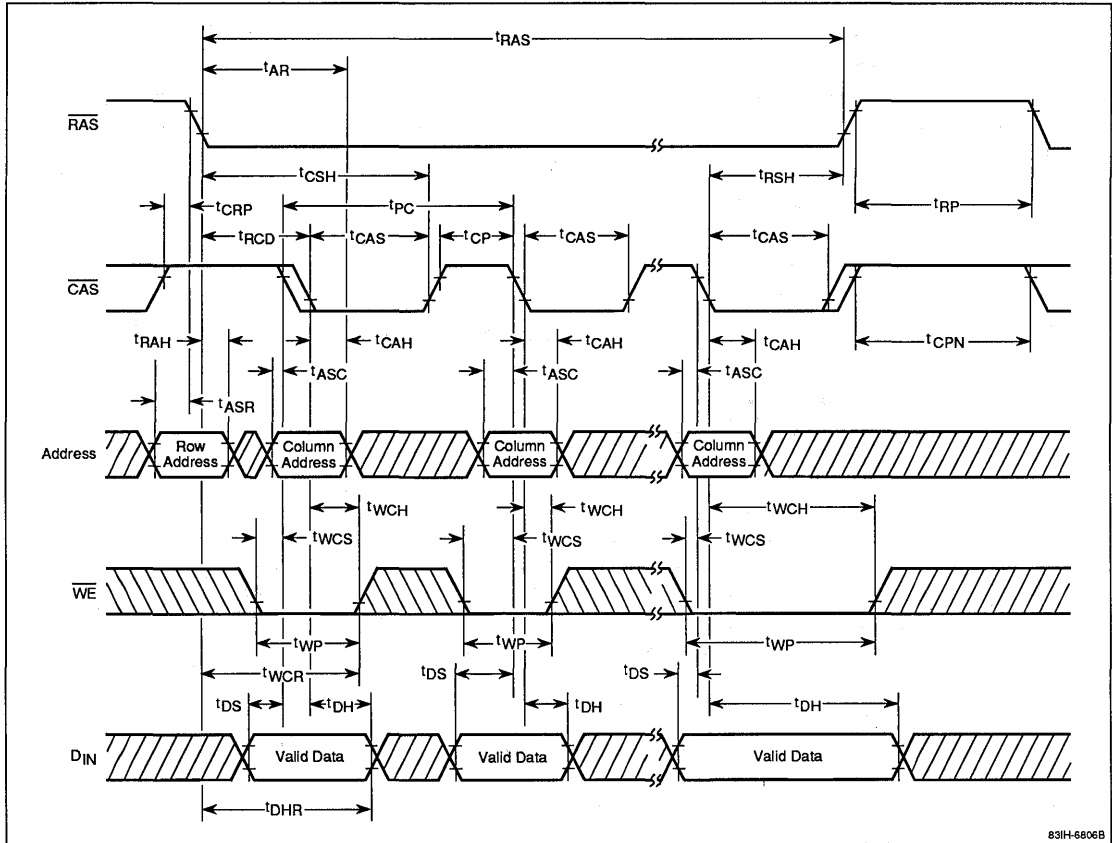 tRAS
tAR
RAS
tCSH
tRSH
tCRP
tPC
tRP
tRCD
tCAS
tCP
tCAS
tCAS
CAS
tRAH
tCAH
tCAH
tCAH
tCPN
tASC
tASC
tASC
tASR
Address
Row Address
Column Address
Column Address
Column Address
tWCH
tWCH
tWCH
tWCS
tWCS
tWCS
WE
tWP
tWP
tWP
tWCR
tDS
tDS
tDS
tDH
tDH
tDH
DIN
Valid Data
Valid Data
Valid Data
tDHR
83IH-6806B